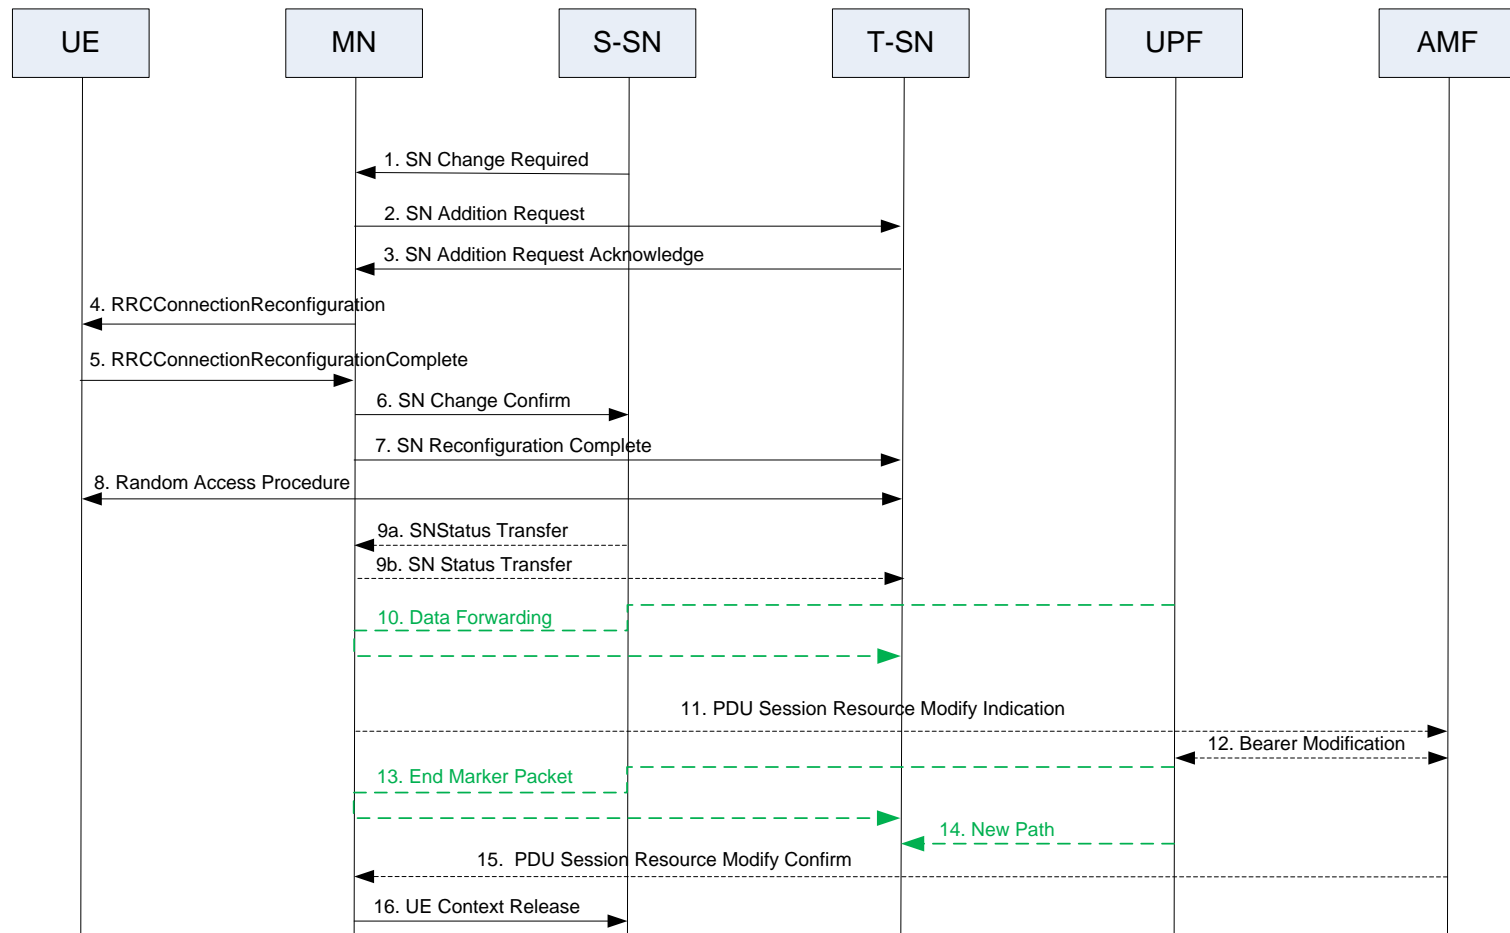 UE
MN
S-SN
T-SN
UPF
AMF
1. SN Change Required
2. SN Addition Request
3. SN Addition Request Acknowledge
4. RRCConnectionReconfiguration
5. RRCConnectionReconfigurationComplete
6. SN Change Confirm
7. SN Reconfiguration Complete
8. Random Access Procedure
9a. SNStatus Transfer
9b. SN Status Transfer
10. Data Forwarding
11. PDU Session Resource Modify Indication
12. Bearer Modification
13. End Marker Packet
14. New Path
15.  PDU Session Resource Modify Confirm
16. UE Context Release